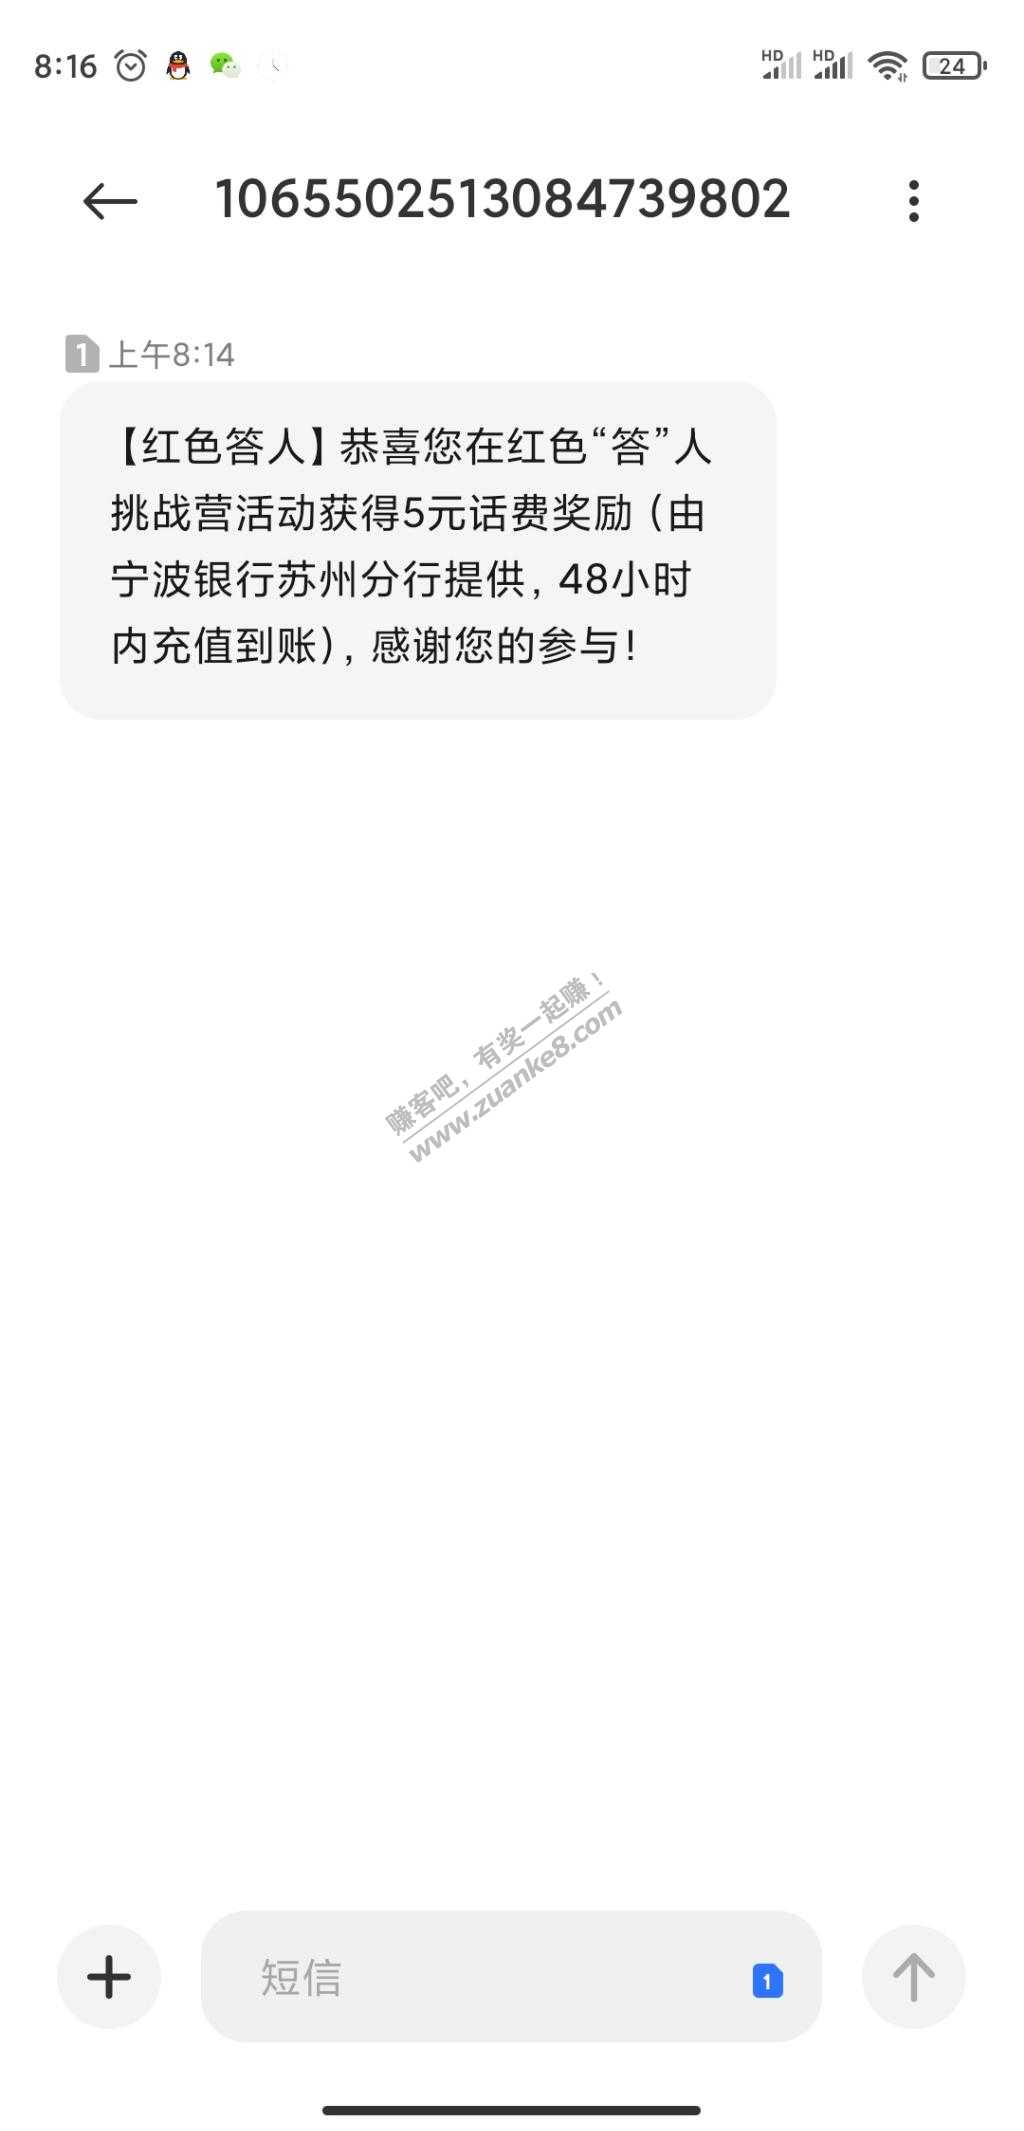 8:16
HD HD 24
1065502513084739802
1 上午8:14
【红色答人】恭喜您在红色“答”人
挑战营活动获得5元话费奖励（由
宁波银行苏州分行提供，48小时
内充值到账），感谢您的参与！
赚客吧，有奖一起赚！
www.zuanke8.com
短信 1